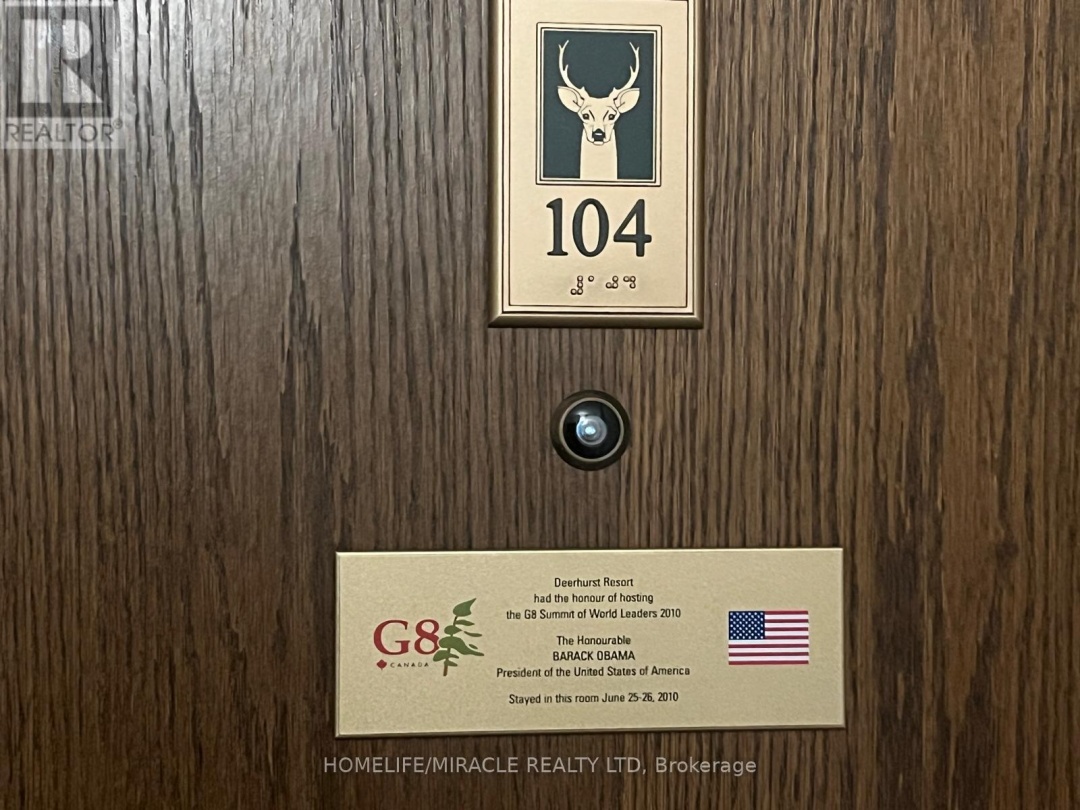 R
REALTOR®
104
G8
CANADA
Deerhurst Resort
had the honour of hosting
the G8 Summit of World Leaders 2010
The Honourable
BARACK OBAMA
President of the United States of America
Stayed in this room June 25-26, 2010
HOMELIFE/MIRACLE REALTY LTD, Brokerage